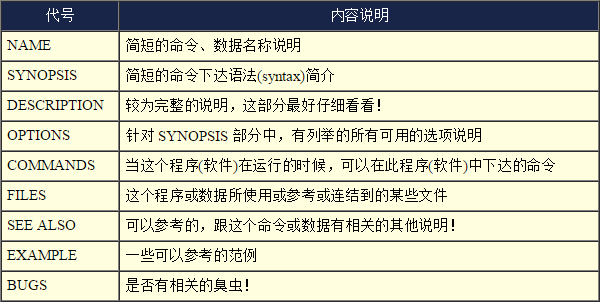 代号 内容说明
NAME 简短的命令、数据名称说明
SYNOPSIS 简短的命令下达语法(syntax)简介
DESCRIPTION 较为完整的说明，这部分最好仔细看看！
OPTIONS 针对 SYNOPSIS 部分中，有列举的所有可用的选项说明
COMMANDS 当这个程序(软件)在运行的时候，可以在此程序(软件)中下达的命令
FILES 这个程序或数据所使用或参考或连结到的某些文件
SEE ALSO 可以参考的，跟这个命令或数据有相关的其他说明！
EXAMPLE 一些可以参考的范例
BUGS 是否有相关的臭虫！